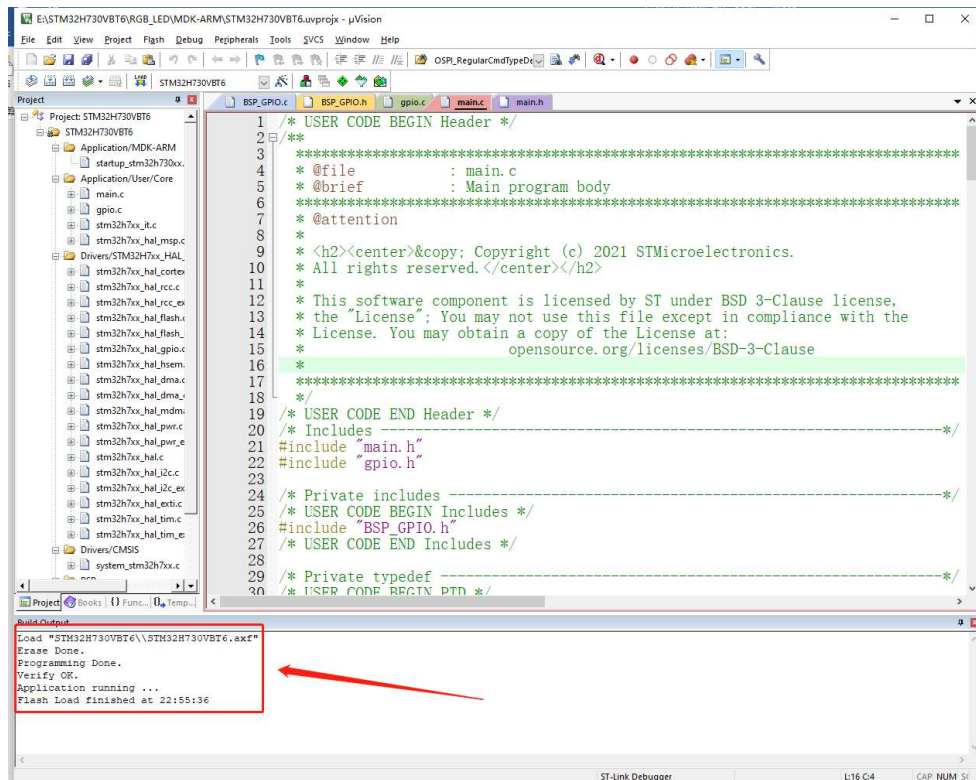 E:\STM32H730VBT6\RGB_LED\MDK-ARM\STM32H730VBT6.uvprojx - µVision
File Edit View Project Flash Debug Peripherals Tools SVCS Window Help
OSPI_RegularCmdTypeDe
LOAD STM32H730VBT6
Project
BSP_GPIO.c BSP_GPIO.h gpio.c main.c main.h
Project: STM32H730VBT6
STM32H730VBT6
Application/MDK-ARM
startup_stm32h730xx.
Application/User/Core
main.c
gpio.c
stm32h7xx_it.c
stm32h7xx_hal_msp.c
Drivers/STM32H7xx_HAL_
stm32h7xx_hal_cortex
stm32h7xx_hal_rcc.c
stm32h7xx_hal_rcc_ex
stm32h7xx_hal_flash.c
stm32h7xx_hal_flash_
stm32h7xx_hal_gpio.c
stm32h7xx_hal_hsem.
stm32h7xx_hal_dma.c
stm32h7xx_hal_dma_
stm32h7xx_hal_mdma
stm32h7xx_hal_pwr.c
stm32h7xx_hal_pwr_e
stm32h7xx_hal.c
stm32h7xx_hal_i2c.c
stm32h7xx_hal_i2c_ex
stm32h7xx_hal_exti.c
stm32h7xx_hal_tim.c
stm32h7xx_hal_tim_e
Drivers/CMSIS
system_stm32h7xx.c
Project Books {} Func... 0 Temp...
1 /* USER CODE BEGIN Header */
2 /**
3 ******************************************************************************
4 * @file : main.c
5 * @brief : Main program body
6 ******************************************************************************
7 * @attention
8 *
9 * <h2><center>&copy; Copyright (c) 2021 STMicroelectronics.
10 * All rights reserved.</center></h2>
11 *
12 * This software component is licensed by ST under BSD 3-Clause license,
13 * the "License"; You may not use this file except in compliance with the
14 * License. You may obtain a copy of the License at:
15 * opensource.org/licenses/BSD-3-Clause
16 *
17 ******************************************************************************
18 */
19 /* USER CODE END Header */
20 /* Includes ------------------------------------------------------------------*/
21 #include "main.h"
22 #include "gpio.h"
23
24 /* Private includes ----------------------------------------------------------*/
25 /* USER CODE BEGIN Includes */
26 #include "BSP_GPIO.h"
27 /* USER CODE END Includes */
28
29 /* Private typedef -----------------------------------------------------------*/
30 /* USER CODE BEGIN PTD */
Build Output
Load "STM32H730VBT6\\STM32H730VBT6.axf"
Erase Done.
Programming Done.
Verify OK.
Application running ...
Flash Load finished at 22:55:36
ST-Link Debugger L:16 C:4 CAP NUM